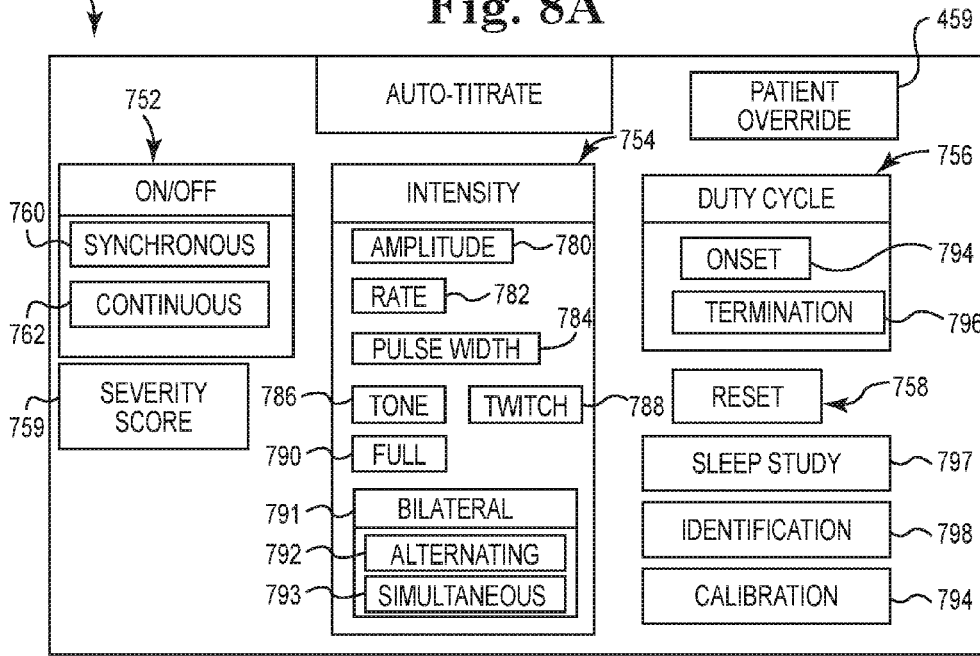 Fig. 8A
459
AUTO-TITRATE
PATIENT
OVERRIDE
752
754
756
ON/OFF
INTENSITY
DUTY CYCLE
760
SYNCHRONOUS
AMPLITUDE
780
ONSET
794
762
CONTINUOUS
RATE
782
TERMINATION
796
784
PULSE WIDTH
759
SEVERITY
SCORE
786
TONE
TWITCH
788
RESET
758
790
FULL
SLEEP STUDY
797
791
BILATERAL
IDENTIFICATION
798
792
ALTERNATING
793
SIMULTANEOUS
CALIBRATION
794